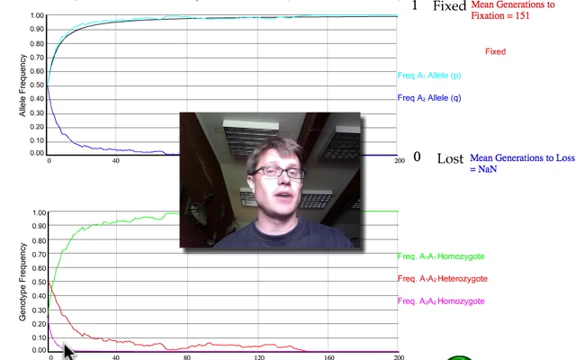 1 Fixed
Mean Generations to
Fixation = 151
Fixed
Allele Frequency
1.00
0.90
0.80
0.70
0.60
0.50
0.40
0.30
0.20
0.10
0.00
0
40
200
Freq A₁ Allele (p)
Freq A₂ Allele (q)
0 Lost
Mean Generations to Loss
= NaN
Genotype Frequency
1.00
0.90
0.80
0.70
0.60
0.50
0.40
0.30
0.20
0.10
0.00
0
40
80
120
160
200
Freq. A₁A₁ Homozygote
Freq. A₁A₂ Heterozygote
Freq. A₂A₂ Homozygote